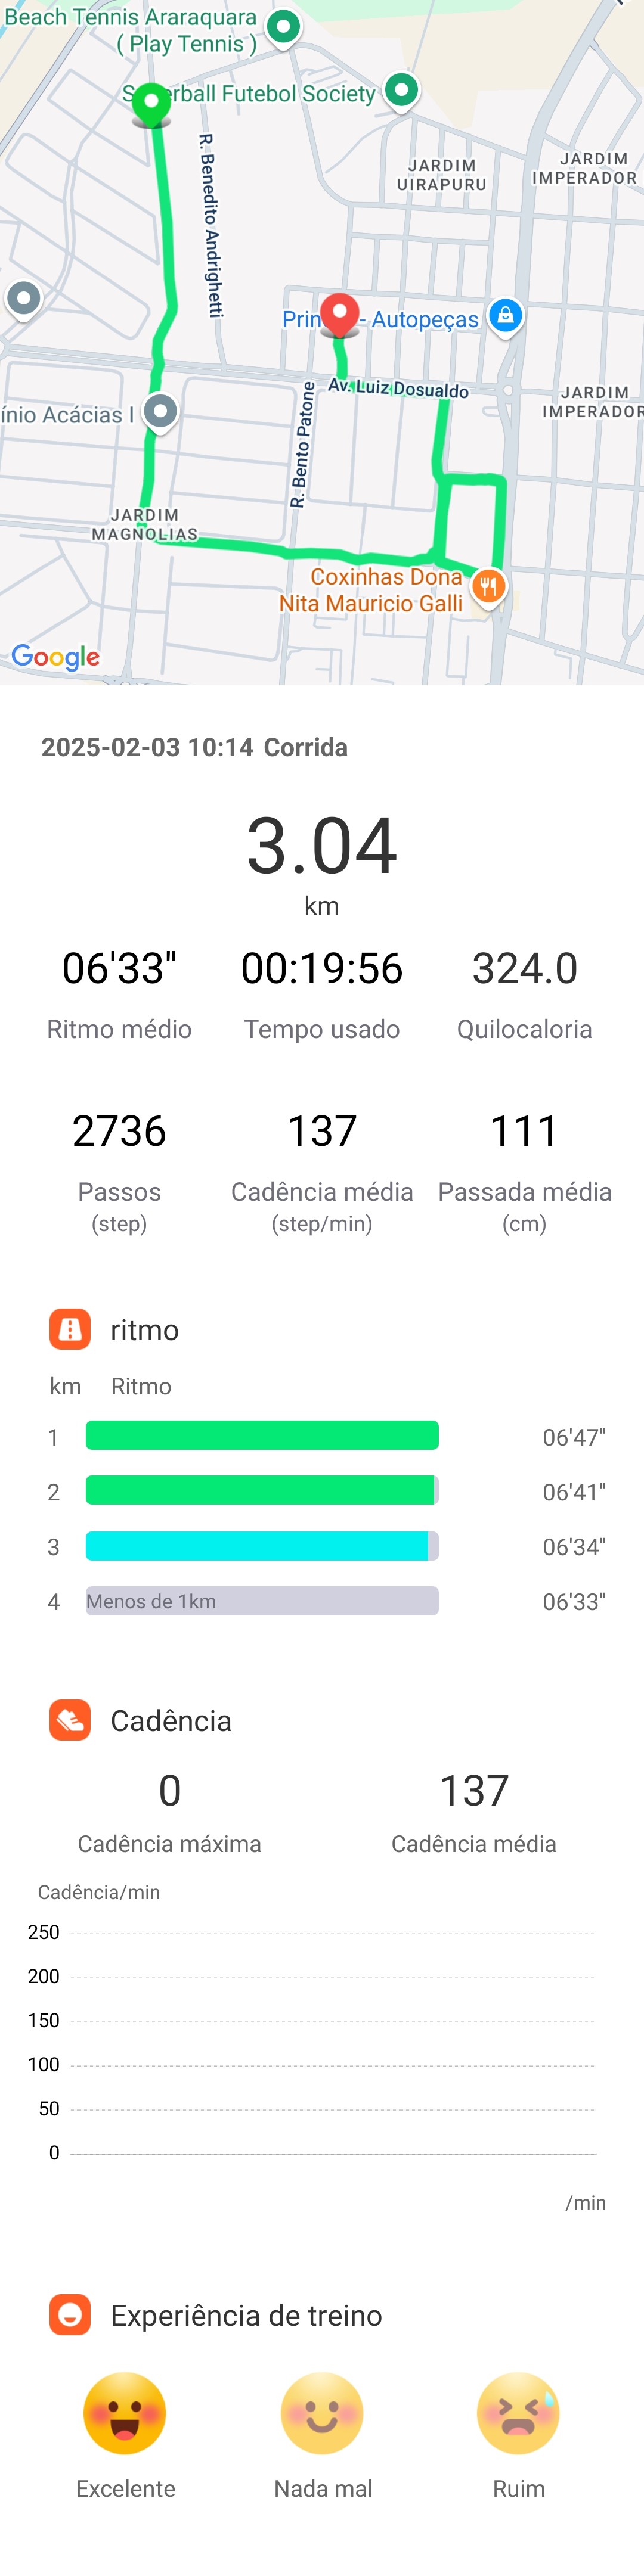 Beach Tennis Araraquara
( Play Tennis )
erball Futebol Society
R. Benedito Andrighetti
JARDIM
UIRAPURU
JARDIM
IMPERADOR
Prin - Autopeças
Av. Luiz Dosualdo
ínio Acácias I
R. Bento Patone
JARDIM
IMPERADOR
JARDIM
MAGNOLIAS
Coxinhas Dona
Nita Mauricio Galli
Google
2025-02-03 10:14 Corrida
3.04
km
06'33" 00:19:56 324.0
Ritmo médio Tempo usado Quilocaloria
2736 137 111
Passos Cadência média Passada média
(step) (step/min) (cm)
ritmo
km Ritmo
1 06'47"
2 06'41"
3 06'34"
4 Menos de 1km 06'33"
Cadência
0 137
Cadência máxima Cadência média
Cadência/min
250
200
150
100
50
0
/min
Experiência de treino
Excelente Nada mal Ruim